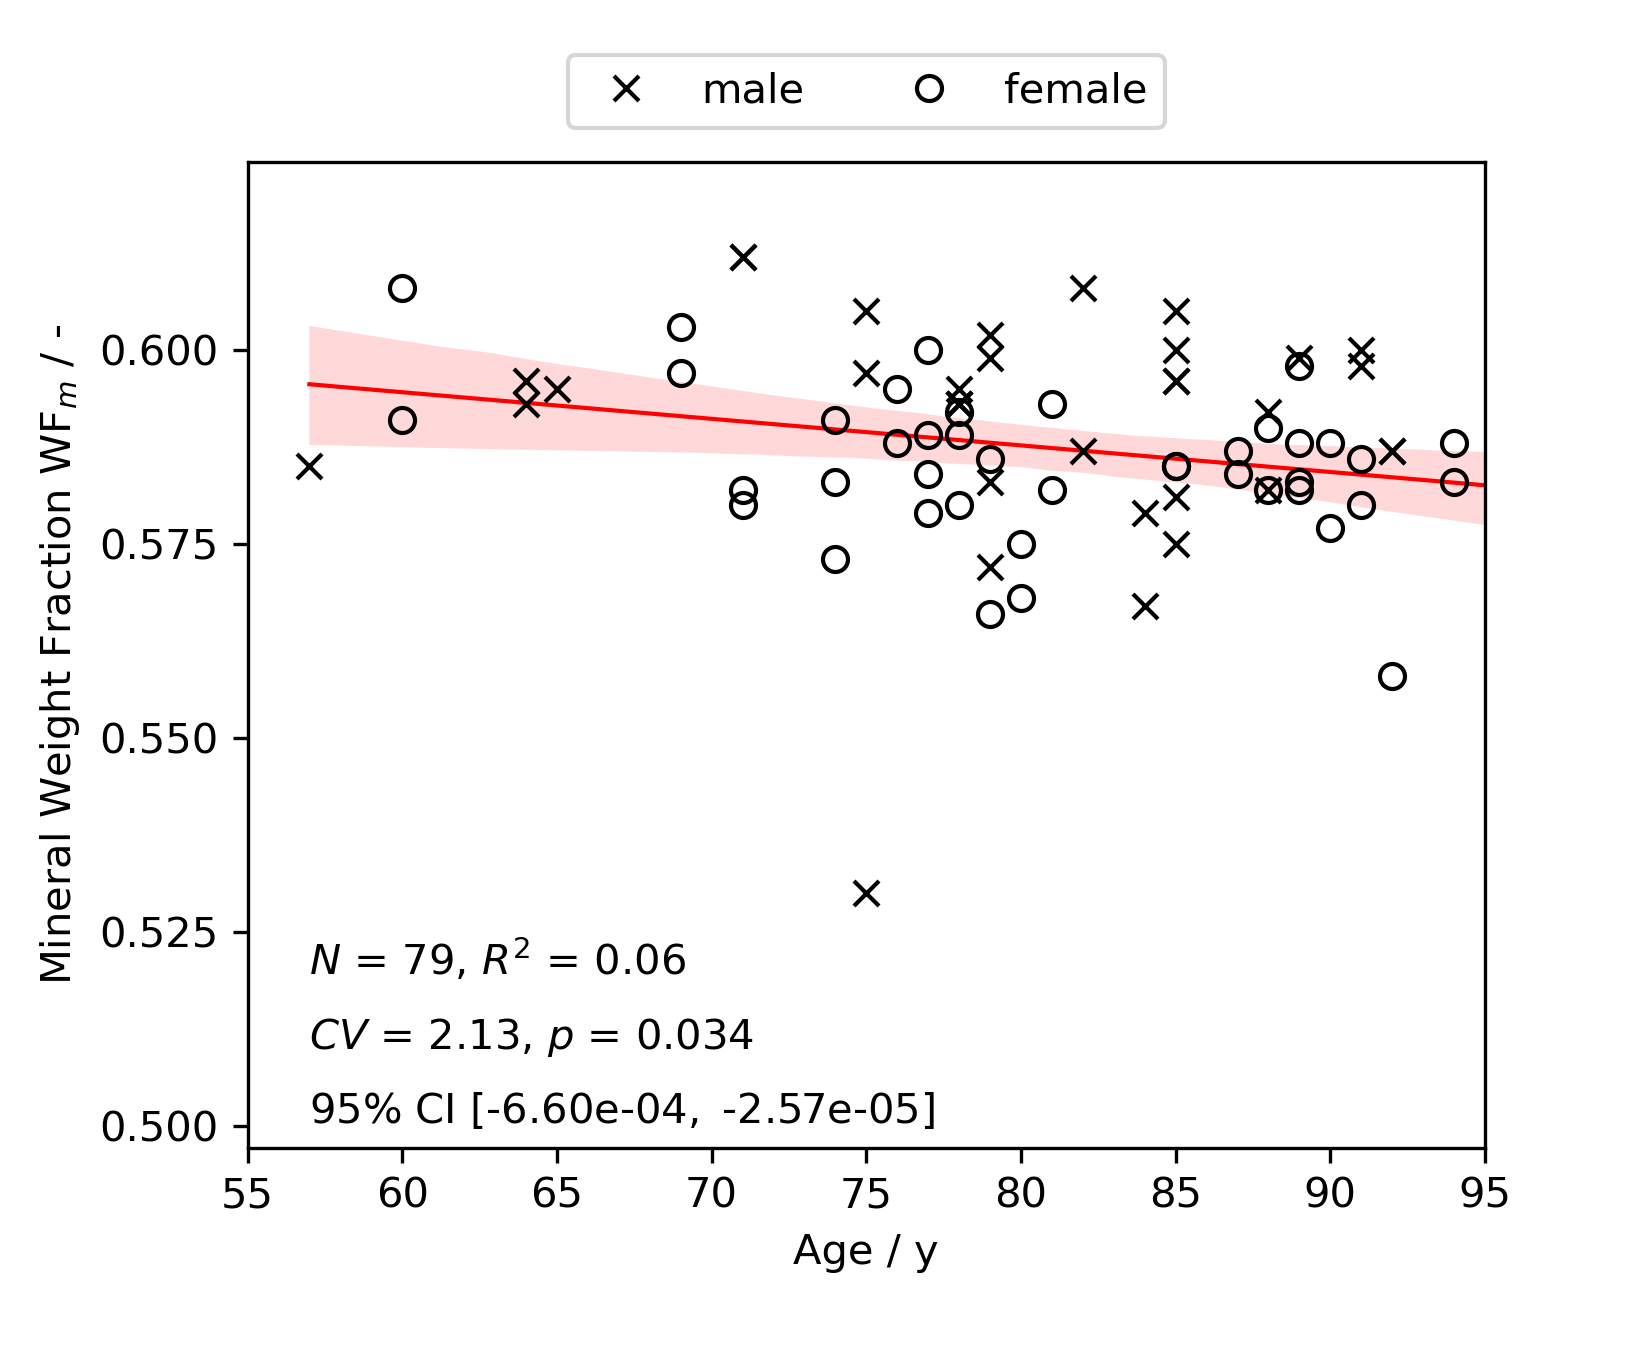 male female
Mineral Weight Fraction WFm / -
0.600
0.575
0.550
0.525
0.500
N = 79, R² = 0.06
CV = 2.13, p = 0.034
95% CI [-6.60e-04, -2.57e-05]
55 60 65 70 75 80 85 90 95
Age / y